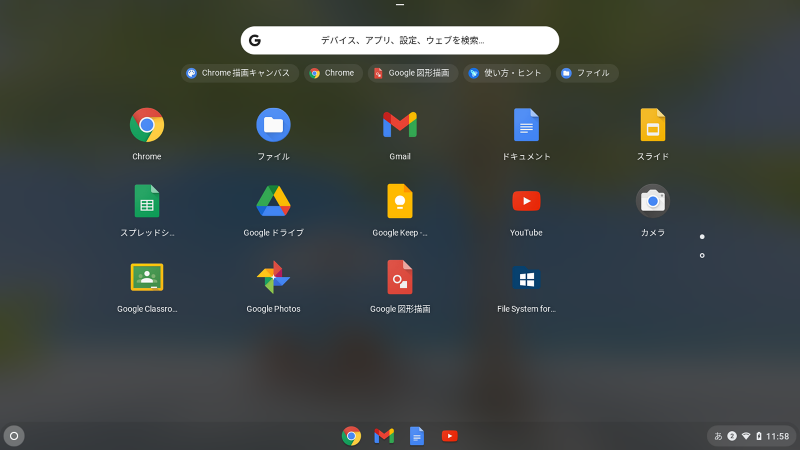 デバイス、アプリ、設定、ウェブを検索...
Chrome 描画キャンバス
Chrome
Google 図形描画
使い方・ヒント
ファイル
Chrome
ファイル
Gmail
ドキュメント
スライド
スプレッドシ...
Google ドライブ
Google Keep -...
YouTube
カメラ
Google Classro...
Google Photos
Google 図形描画
File System for...
あ 2 11:58